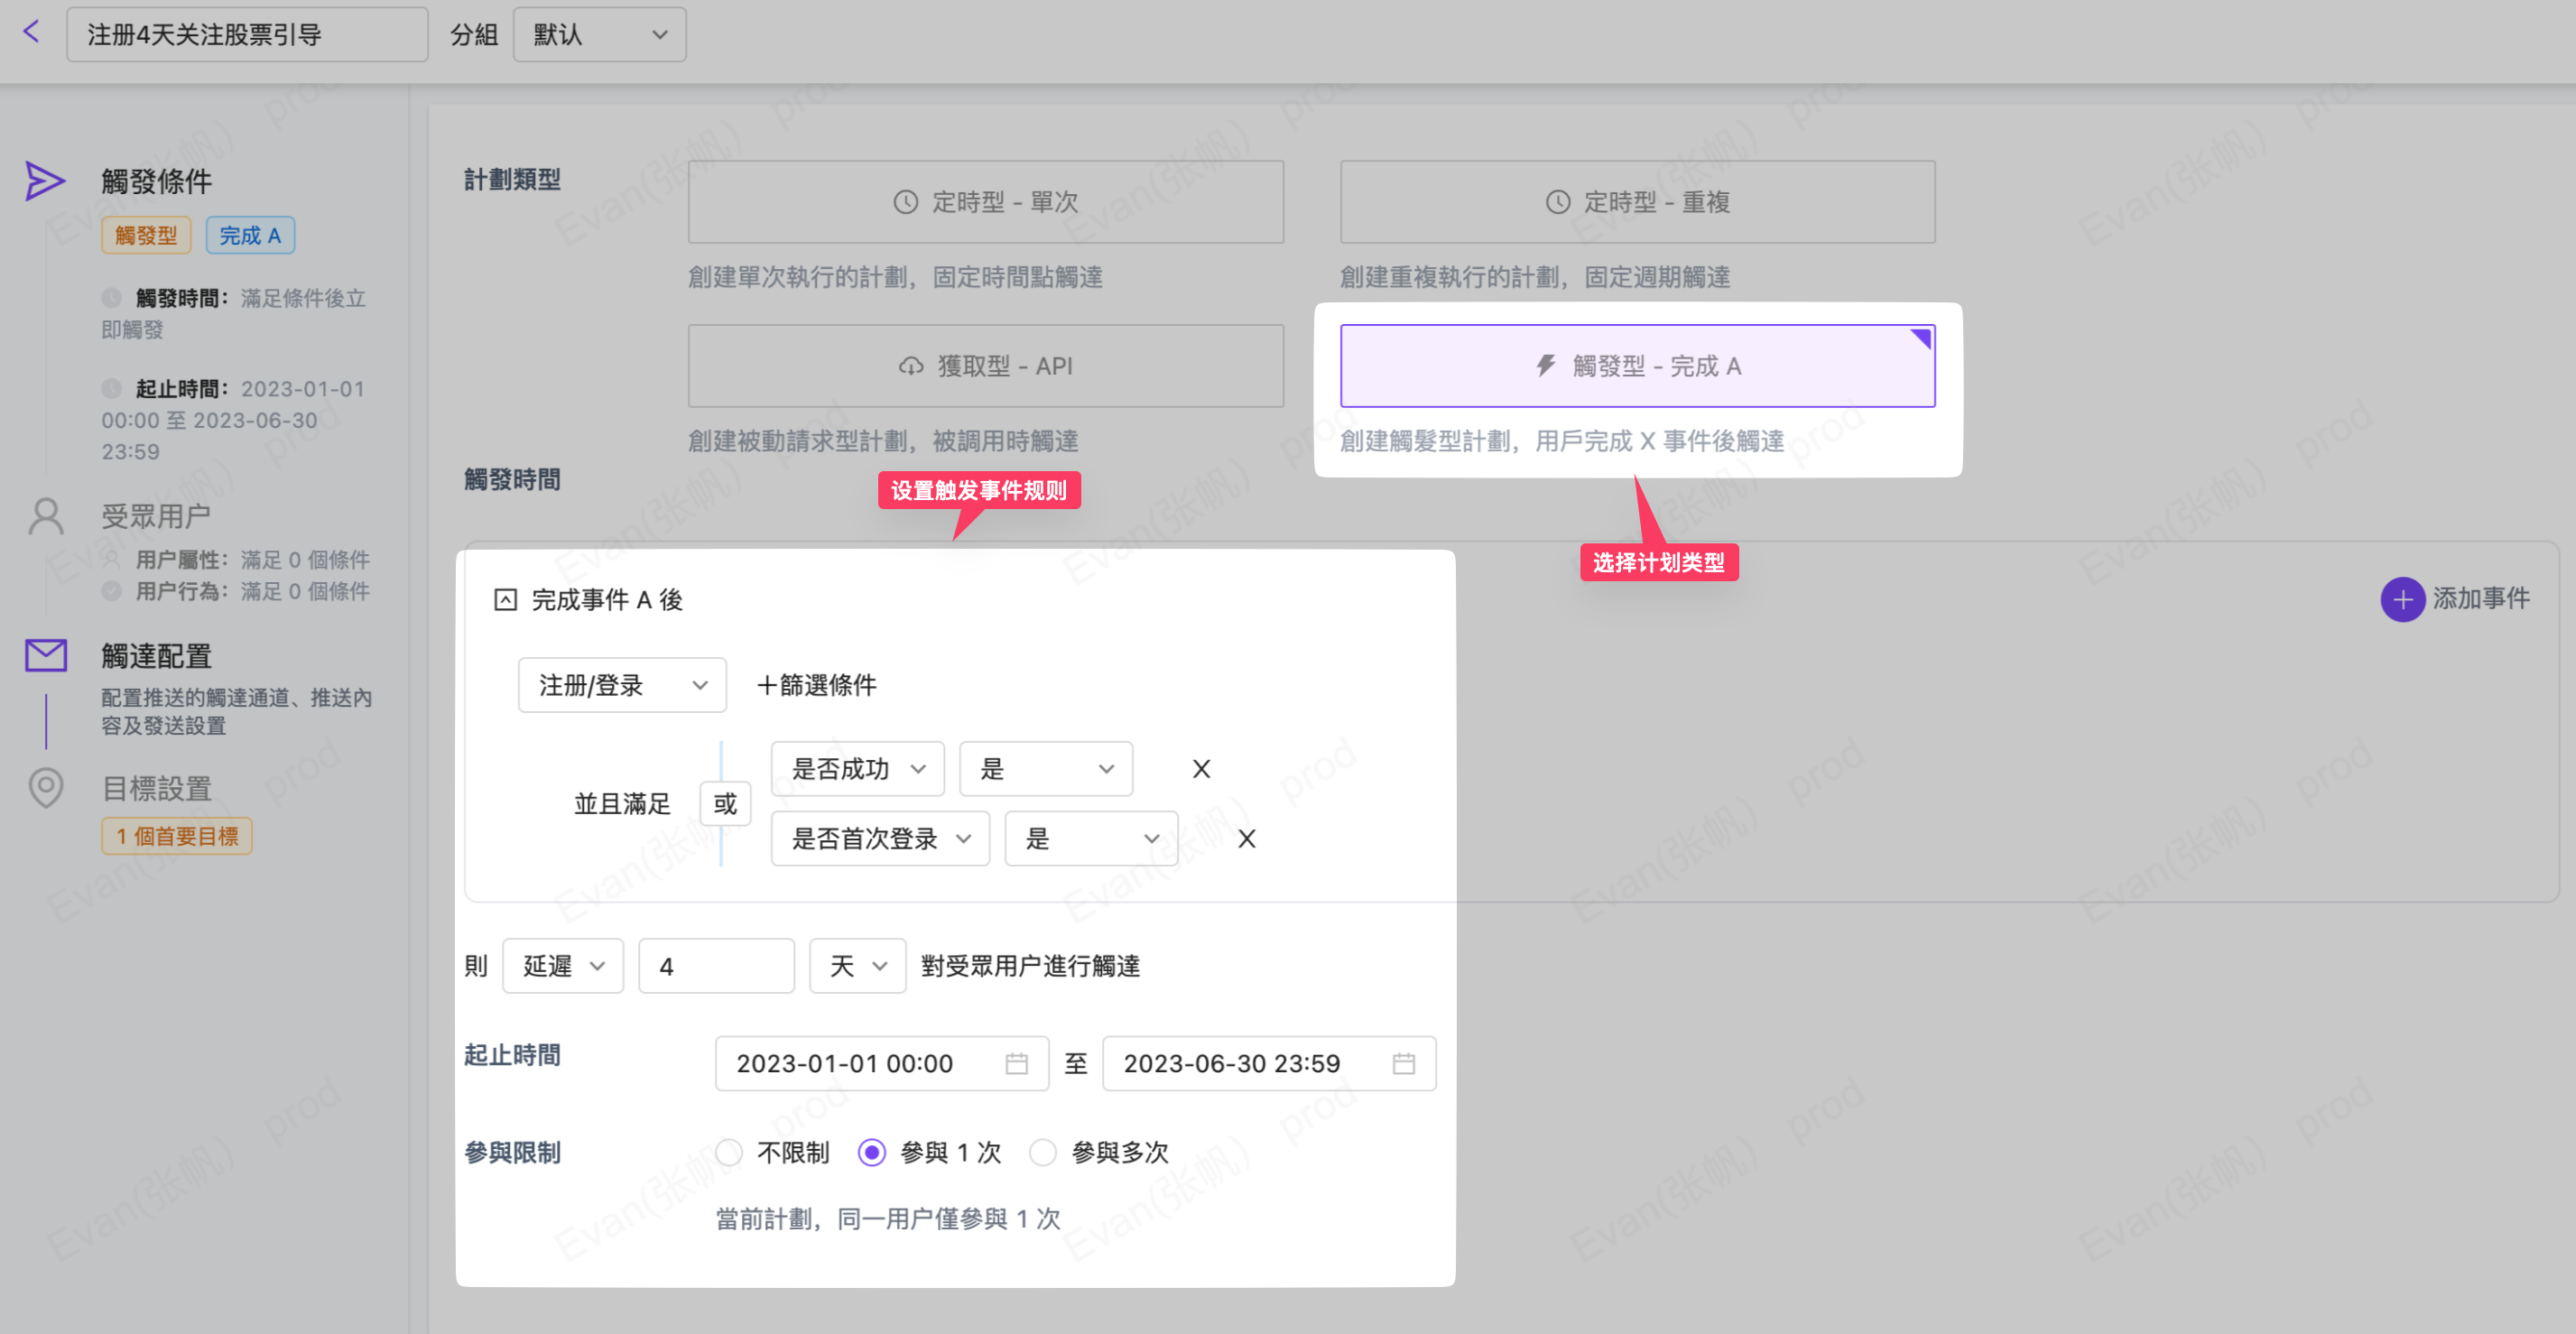 注册4天关注股票引导
分組
默认
觸發條件
觸發型
完成 A
觸發時間：滿足條件後立
即觸發
起止時間：2023-01-01
00:00 至 2023-06-30
23:59
受眾用户
用户屬性：滿足 0 個條件
用户行為：滿足 0 個條件
觸達配置
配置推送的觸達通道、推送內
容及發送設置
目標設置
1 個首要目標
計劃類型
定時型 - 單次
創建單次執行的計劃，固定時間點觸達
定時型 - 重複
創建重複執行的計劃，固定週期觸達
獲取型 - API
創建被動請求型計劃，被調用時觸達
觸發型 - 完成 A
創建觸髮型計劃，用戶完成 X 事件後觸達
觸發時間
设置触发事件规则
选择计划类型
完成事件 A 後
添加事件
注册/登录
+篩選條件
並且滿足
或
是否成功
是
X
是否首次登录
是
X
則
延遲
4
天
對受眾用户進行觸達
起止時間
2023-01-01 00:00
至
2023-06-30 23:59
參與限制
不限制
參與 1 次
參與多次
當前計劃，同一用户僅參與 1 次
Evan(张帆) prod